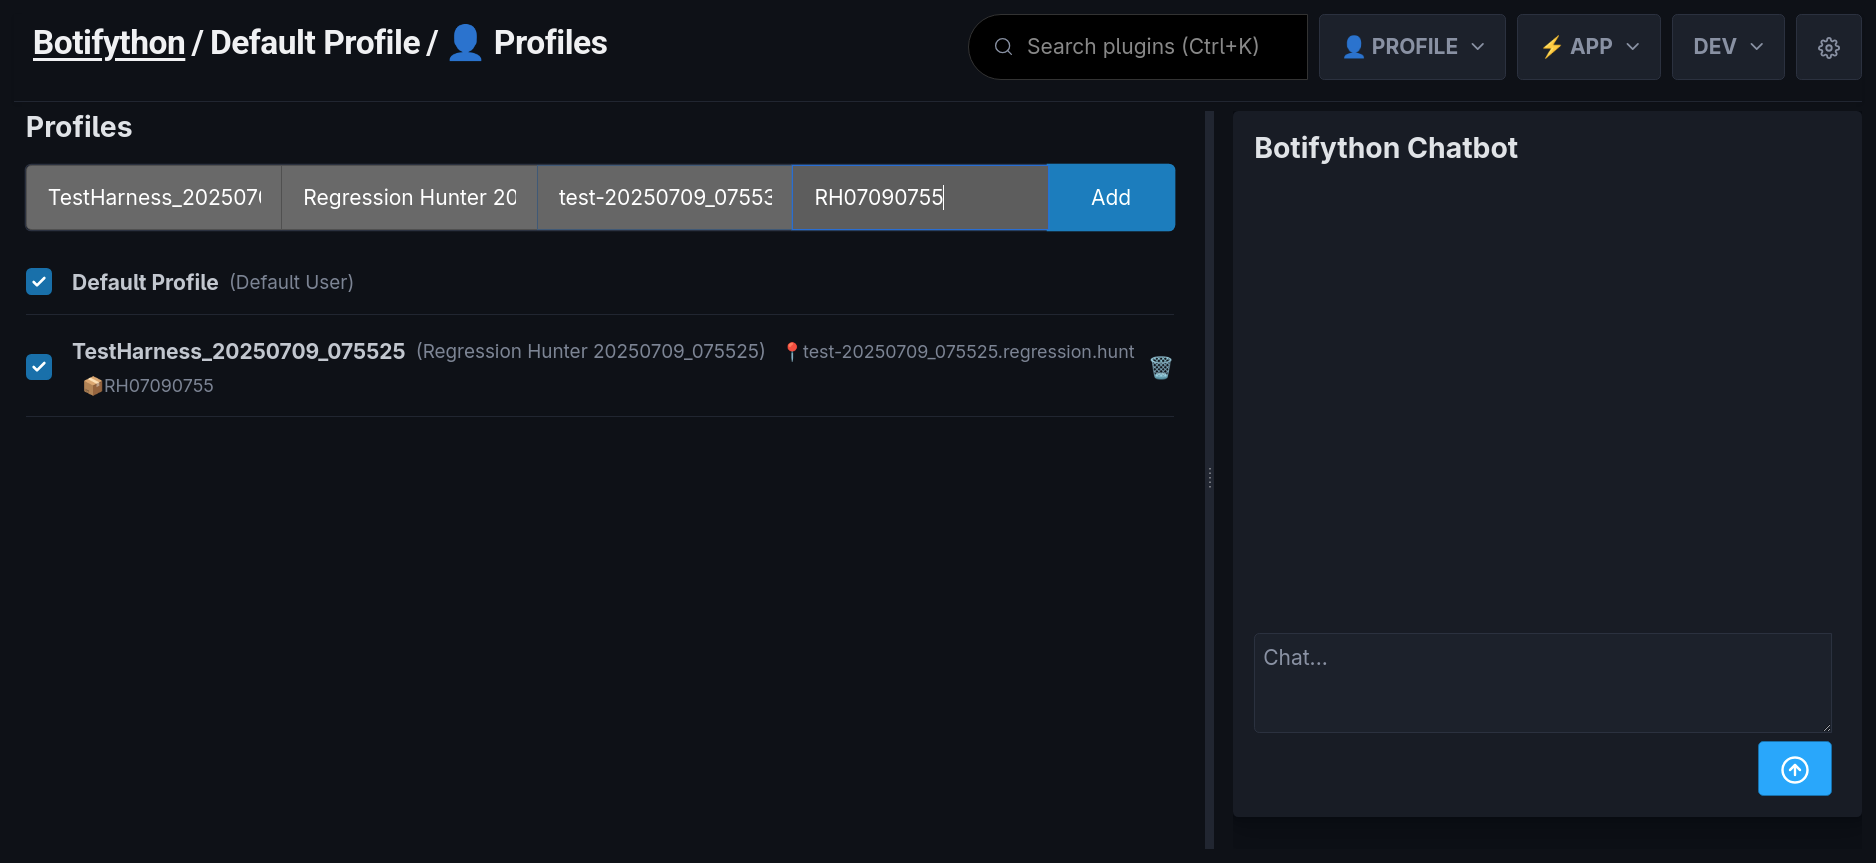 Botifython / Default Profile / 👤 Profiles
Search plugins (Ctrl+K)
👤 PROFILE
⚡ APP
DEV
Profiles
TestHarness_202507
Regression Hunter 20
test-20250709_07553
RH07090755
Add
Default Profile (Default User)
TestHarness_20250709_075525 (Regression Hunter 20250709_075525) 📍test-20250709_075525.regression.hunt
📦RH07090755
Botifython Chatbot
Chat...